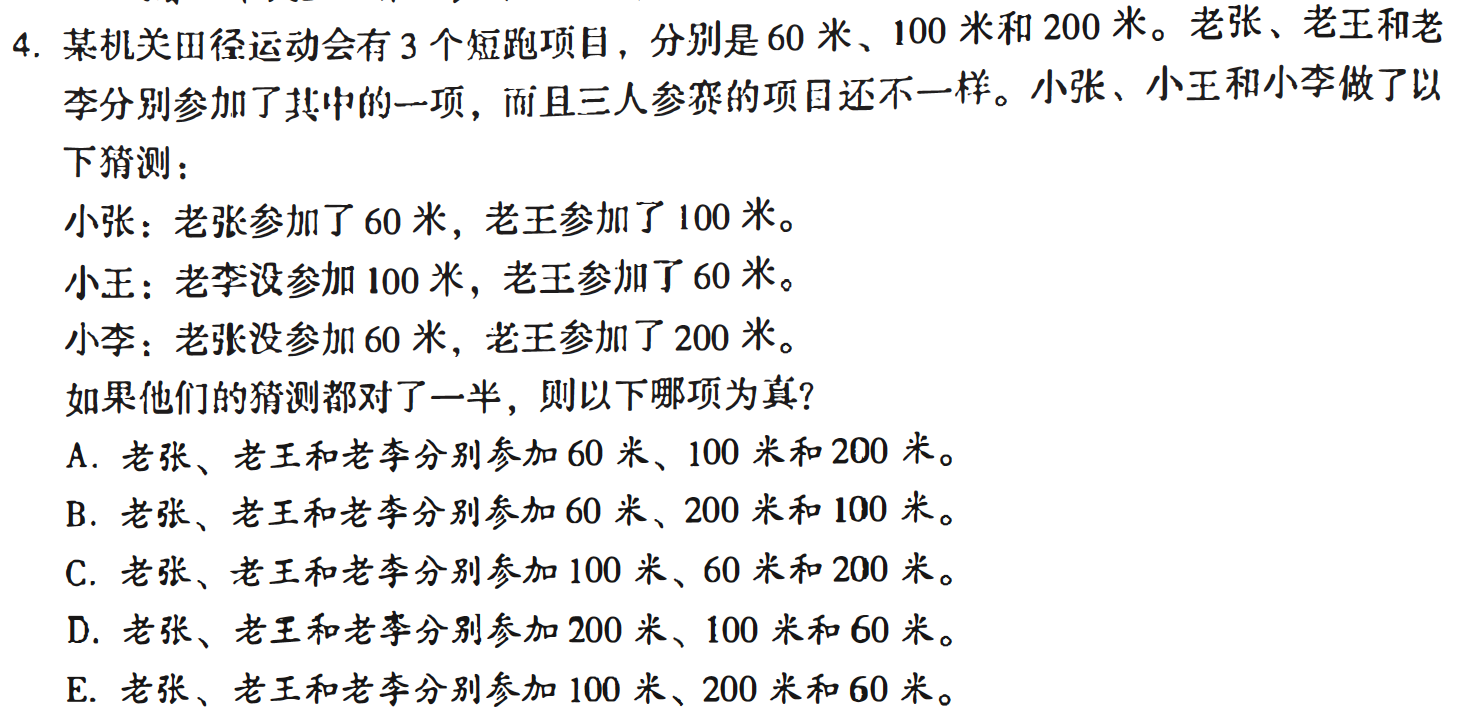 4. 某机关田径运动会有 3 个短跑项目，分别是 60 米、100 米和 200 米。老张、老王和老
李分别参加了其中的一项，而且三人参赛的项目还不一样。小张、小王和小李做了以
下猜测：
小张：老张参加了 60 米，老王参加了 100 米。
小王：老李没参加 100 米，老王参加了 60 米。
小李：老张没参加 60 米，老王参加了 200 米。
如果他们的猜测都对了一半，则以下哪项为真？
A. 老张、老王和老李分别参加 60 米、100 米和 200 米。
B. 老张、老王和老李分别参加 60 米、200 米和 100 米。
C. 老张、老王和老李分别参加 100 米、60 米和 200 米。
D. 老张、老王和老李分别参加 200 米、100 米和 60 米。
E. 老张、老王和老李分别参加 100 米、200 米和 60 米。